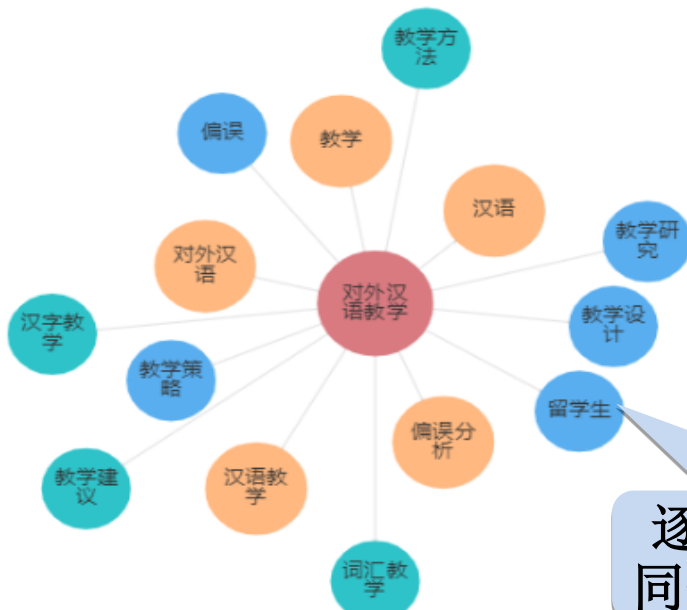 教学方
法
偏误
教学
汉语
教学研
究
对外汉
语
对外汉
语教学
汉字教
学
教学设
计
教学策
略
留学生
偏误分
析
教学建
议
汉语教
学
词汇教
学
逐
同